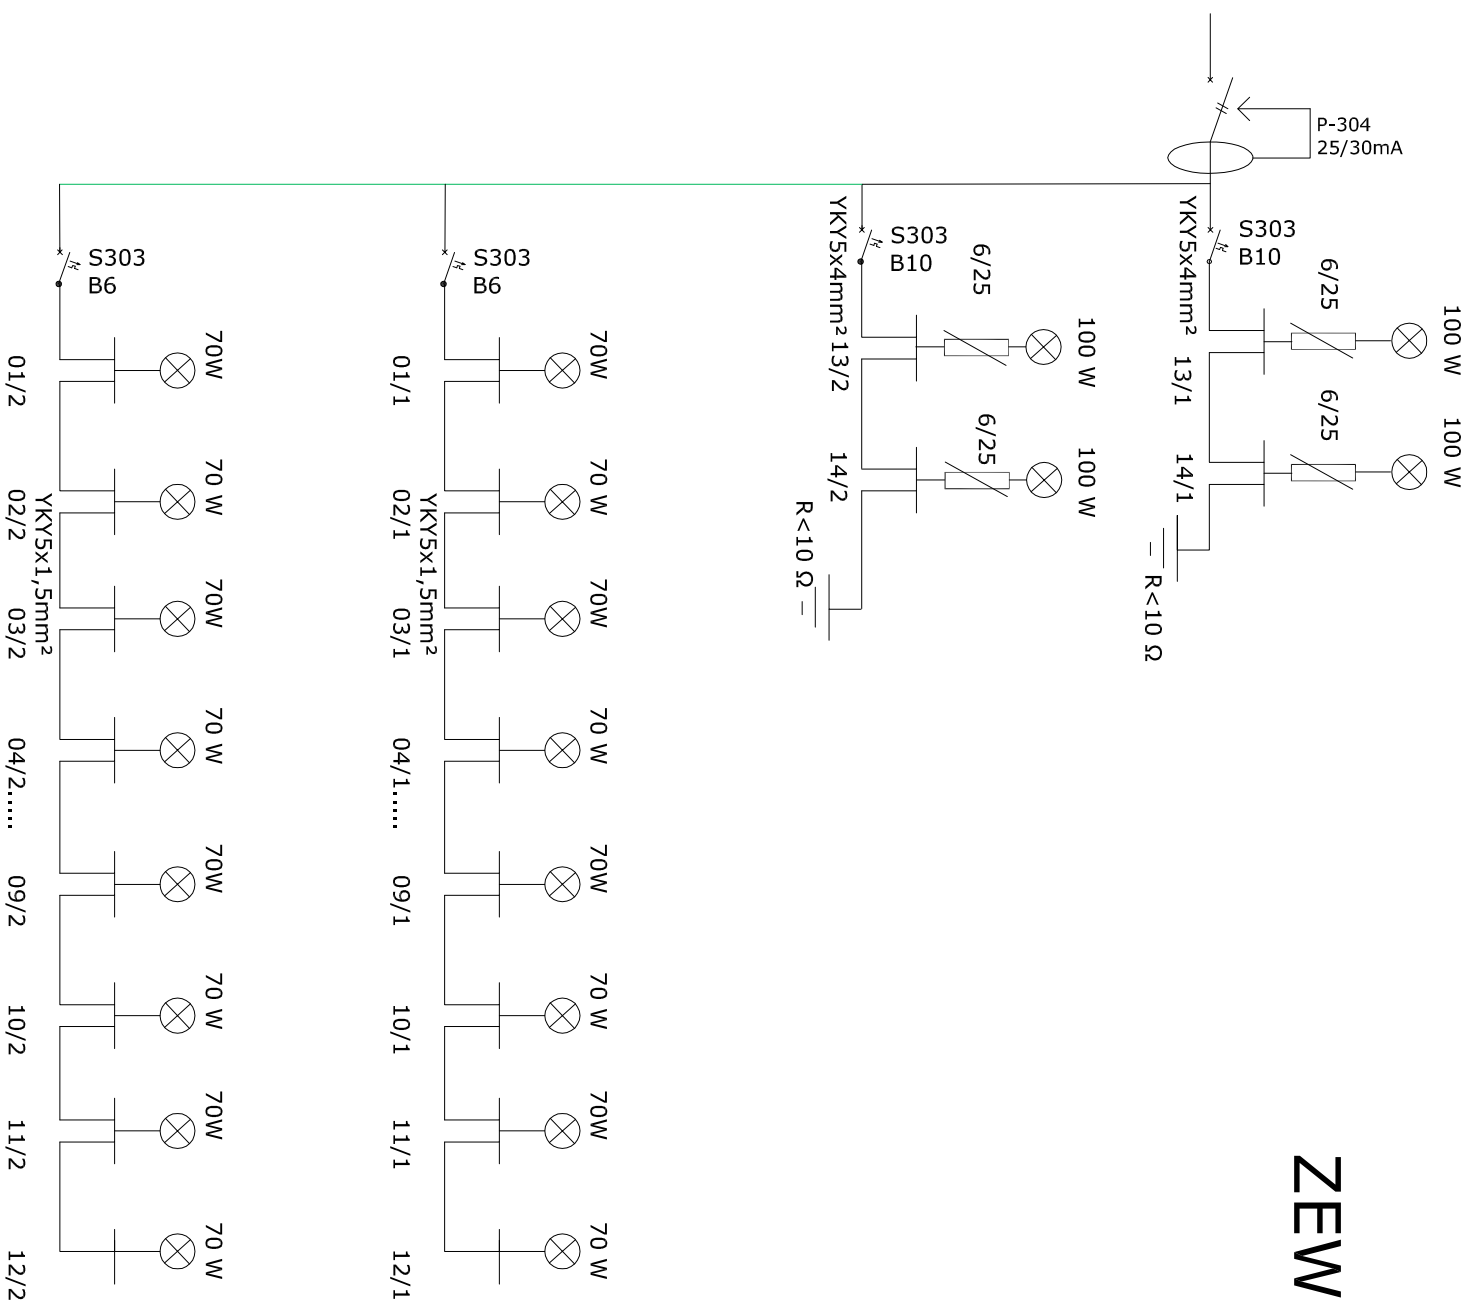 P-304
25/30mA
S303
B6
S303
B6
S303
B10
S303
B10
YKY5x4mm²
YKY5x4mm²
6/25
6/25
6/25
6/25
100 W
100 W
100 W
100 W
13/2
14/2
13/1
14/1
R<10 Ω
R<10 Ω
70W
70 W
70W
70 W
70W
70 W
70W
70 W
01/2
02/2
03/2
04/2......
09/2
10/2
11/2
12/2
YKY5x1,5mm²
70W
70 W
70W
70 W
70W
70 W
70W
70 W
01/1
02/1
03/1
04/1......
09/1
10/1
11/1
12/1
YKY5x1,5mm²
ZEW